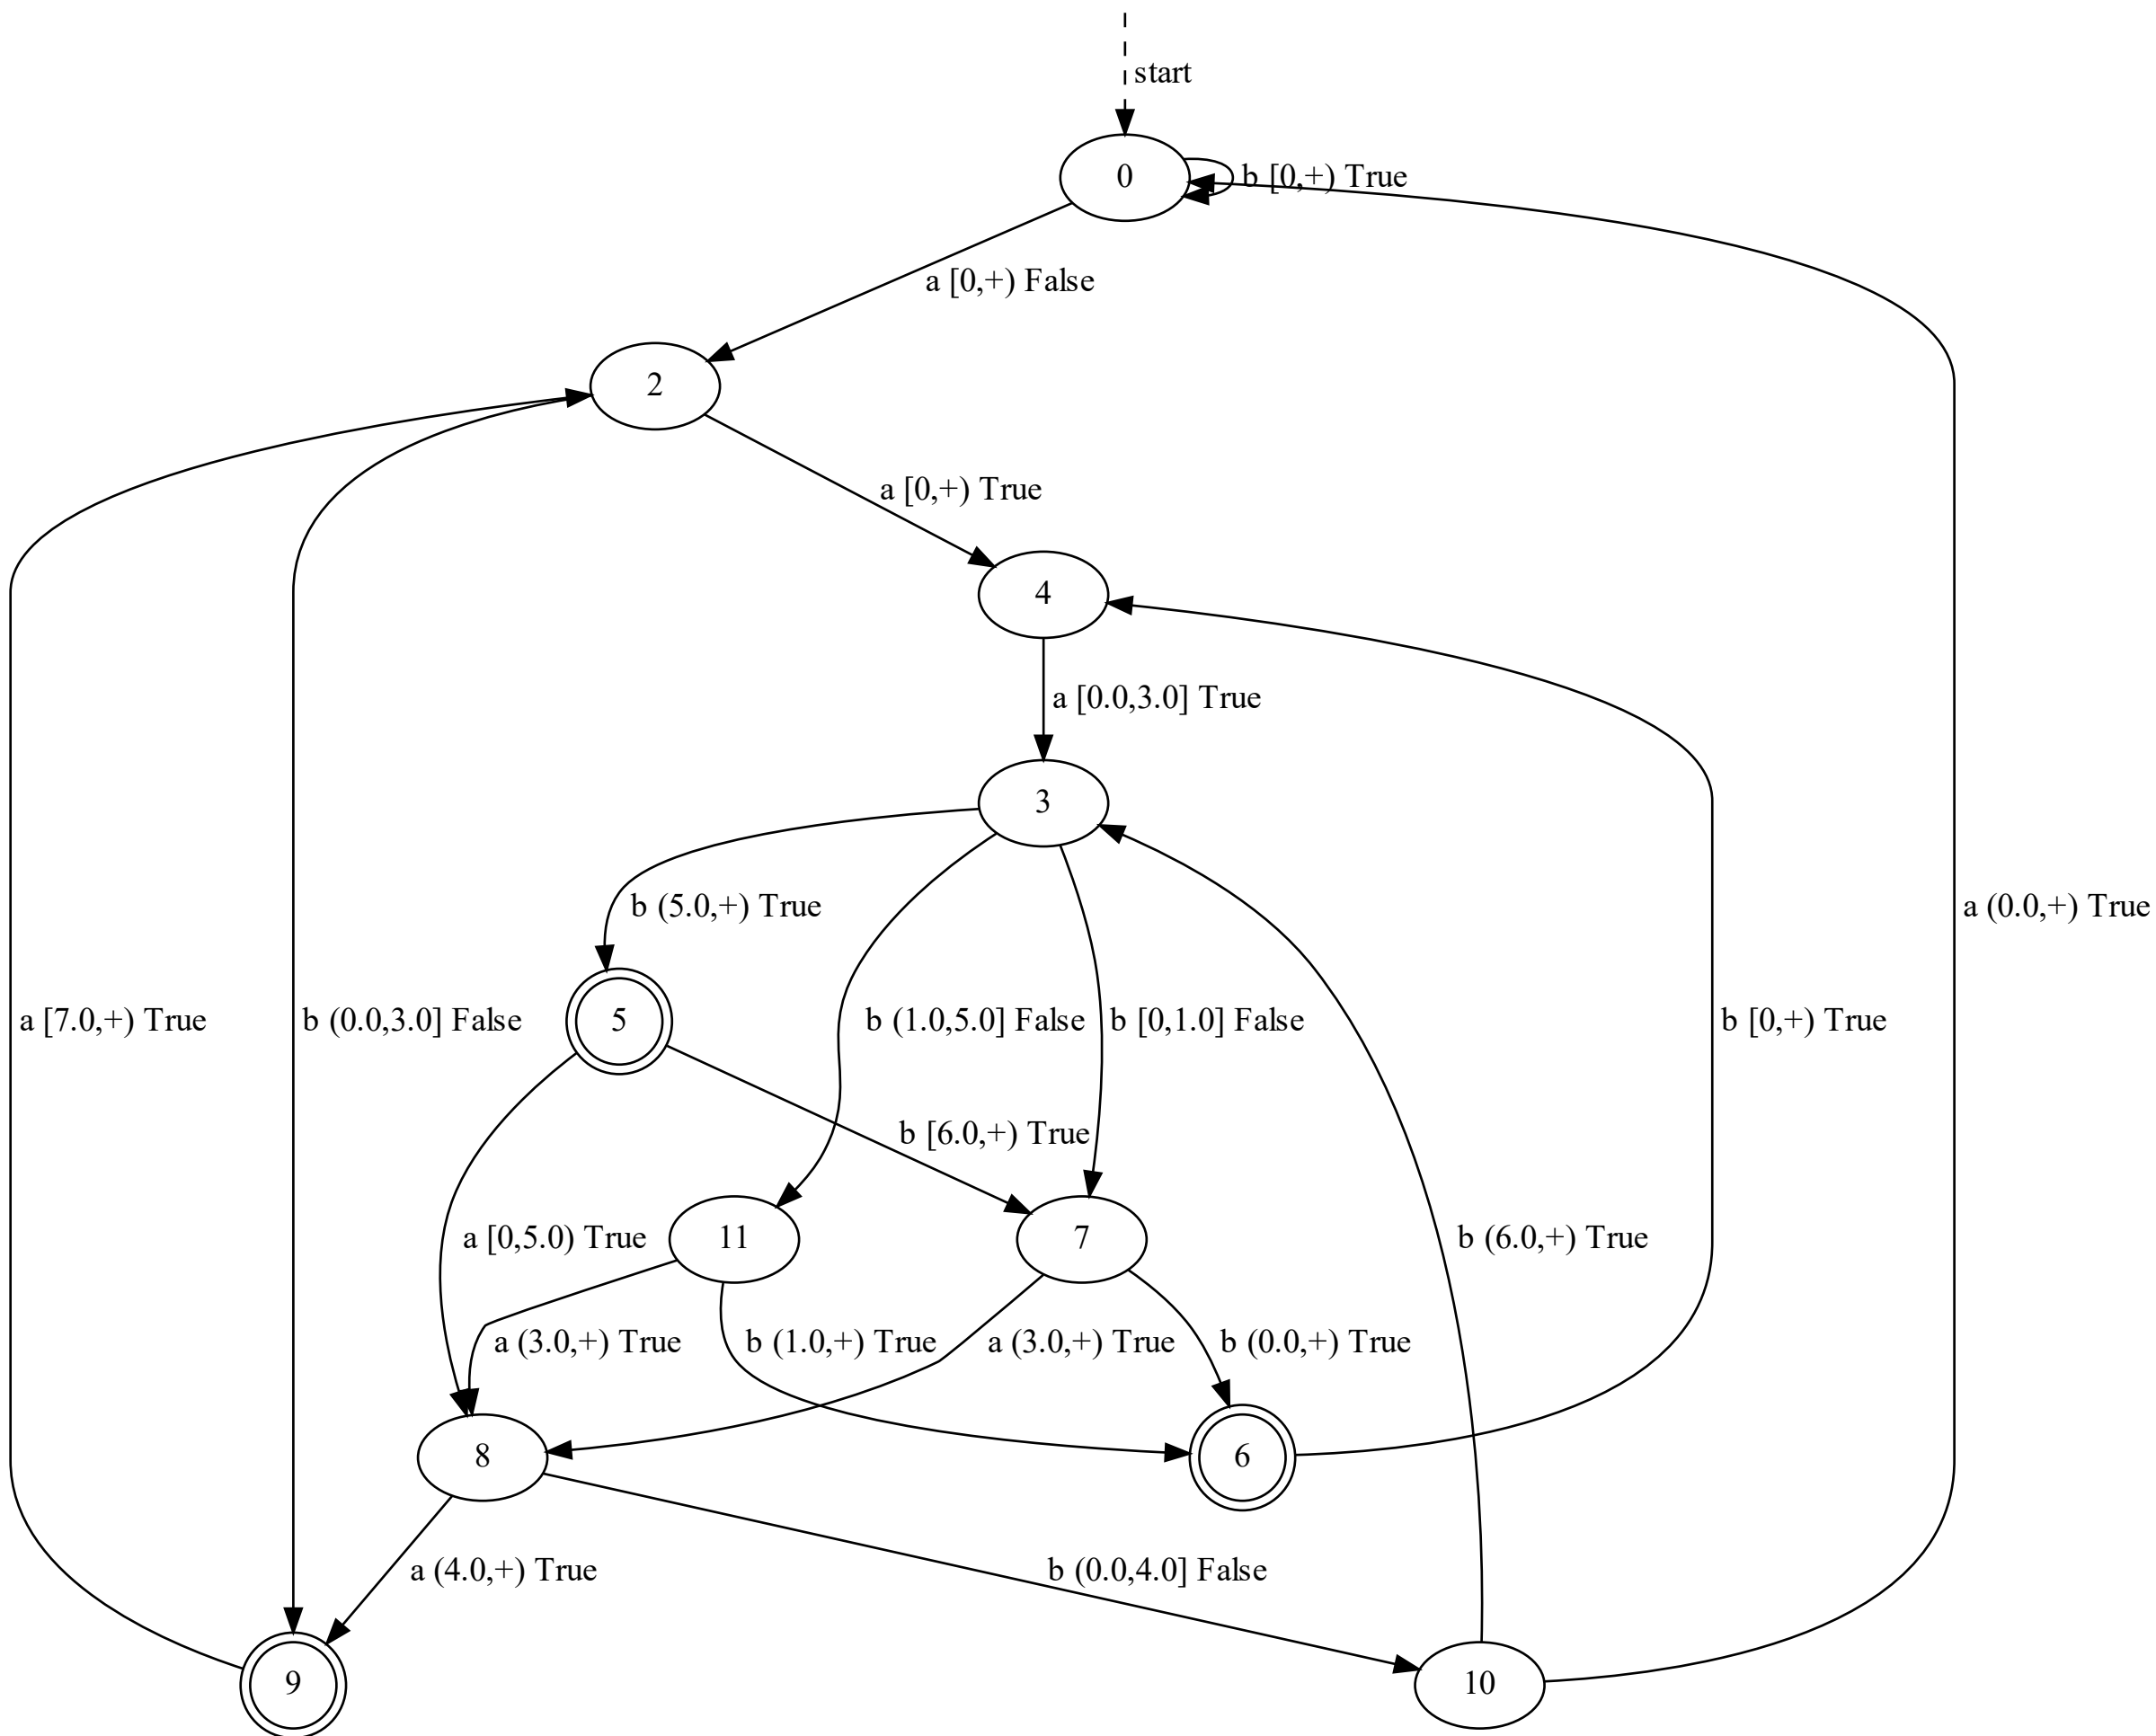 start
0
b [0,+) True
a [0,+) False
2
a [0,+) True
4
a [0.0,3.0] True
3
b (5.0,+) True
a (0.0,+) True
5
a [7.0,+) True
b (0.0,3.0] False
b (1.0,5.0] False
b [0,1.0] False
b [0,+) True
b [6.0,+) True
a [0,5.0) True
11
7
b (6.0,+) True
a (3.0,+) True
b (1.0,+) True
a (3.0,+) True
b (0.0,+) True
8
6
a (4.0,+) True
b (0.0,4.0] False
9
10